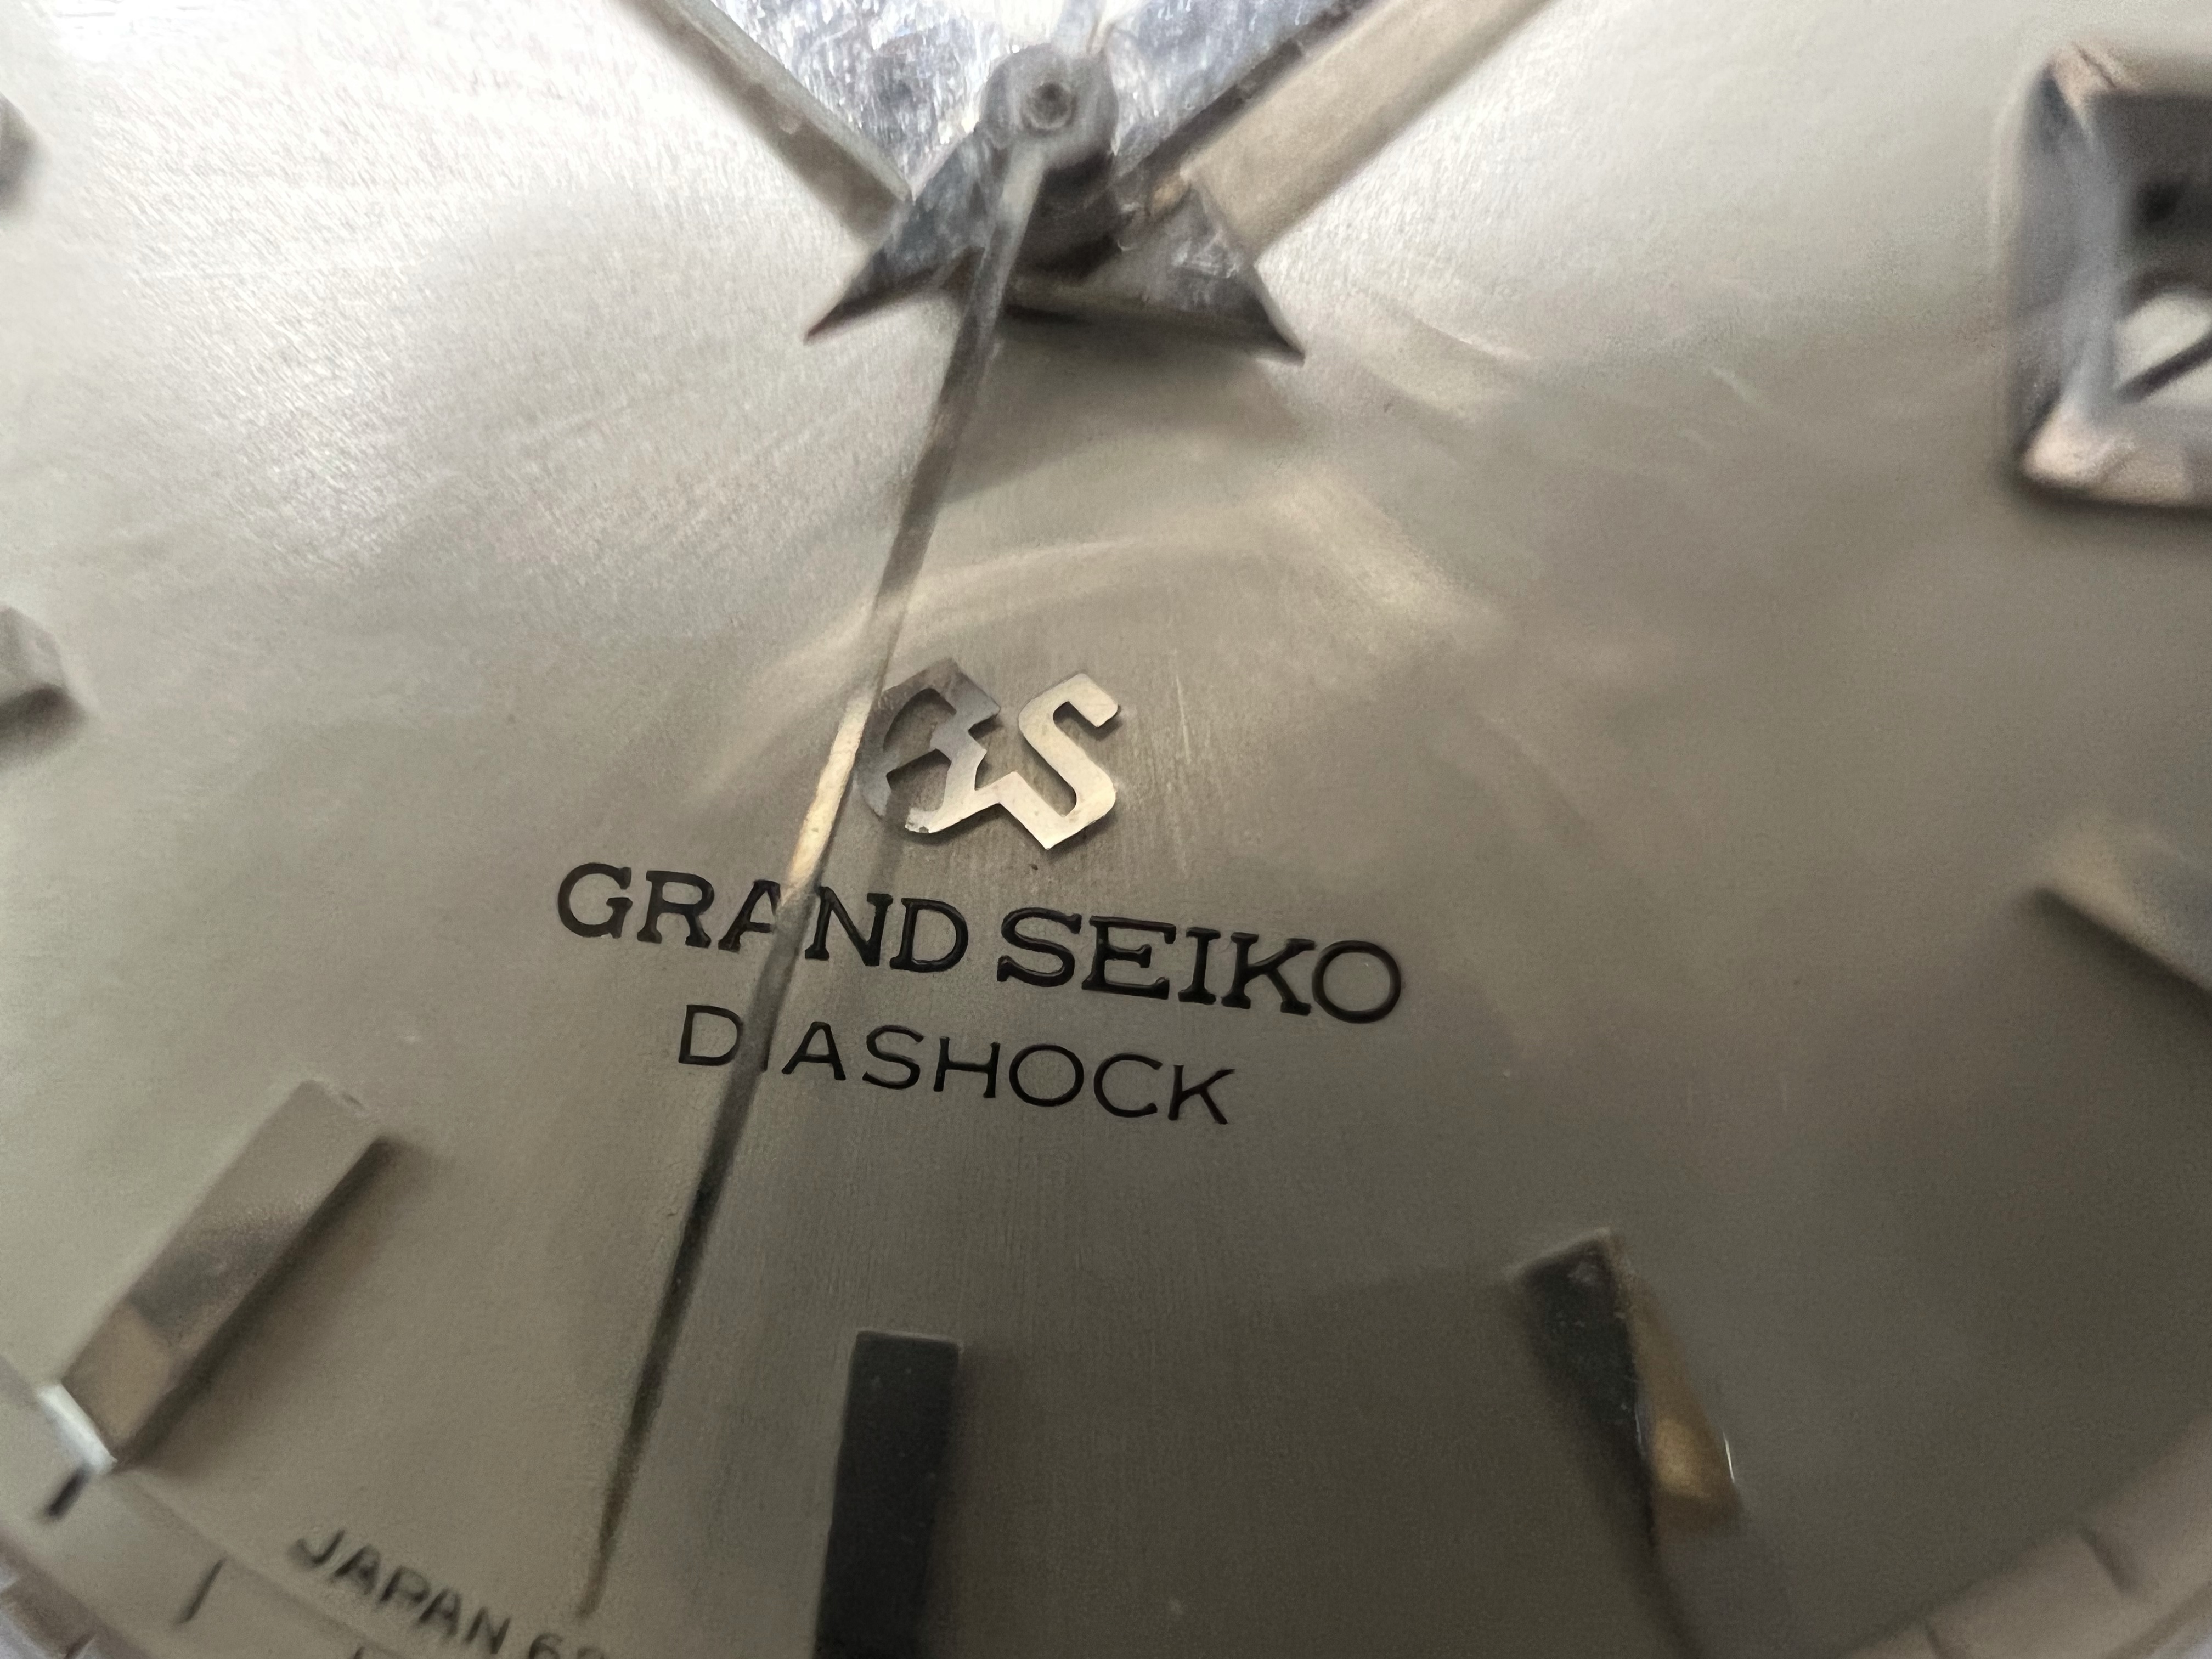 GS
GRAND SEIKO
DIASHOCK
JAPAN